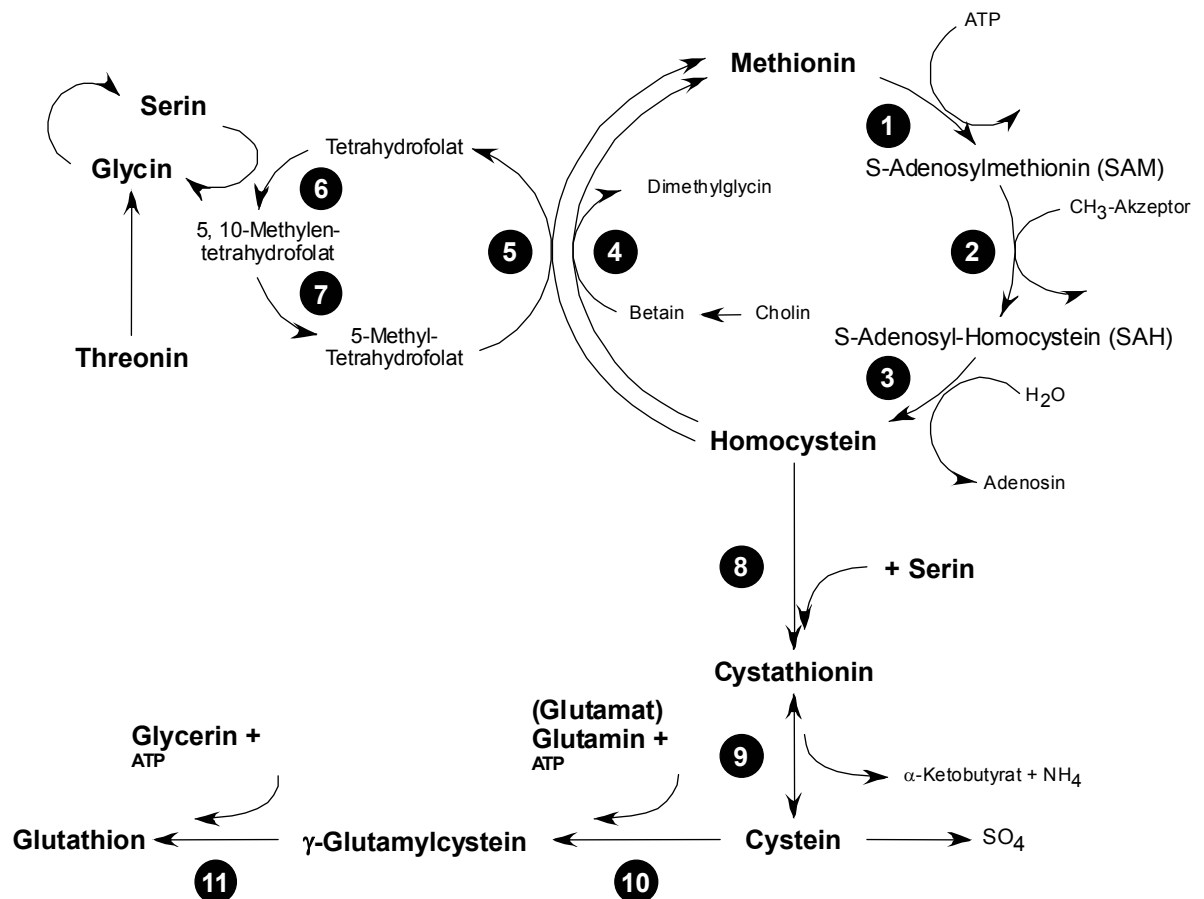 ATP
Methionin
Serin
1
Tetrahydrofolat
Glycin
S-Adenosylmethionin (SAM)
6
Dimethylglycin
CH₃-Akzeptor
5, 10-Methylen-
tetrahydrofolat
5
4
2
7
Betain
Cholin
5-Methyl-
Tetrahydrofolat
S-Adenosyl-Homocystein (SAH)
Threonin
3
H₂O
Homocystein
Adenosin
8
+ Serin
Cystathionin
(Glutamat)
Glutamin +
ATP
Glycerin +
ATP
9
α-Ketobutyrat + NH₄
Glutathion
γ-Glutamylcystein
Cystein
SO₄
11
10